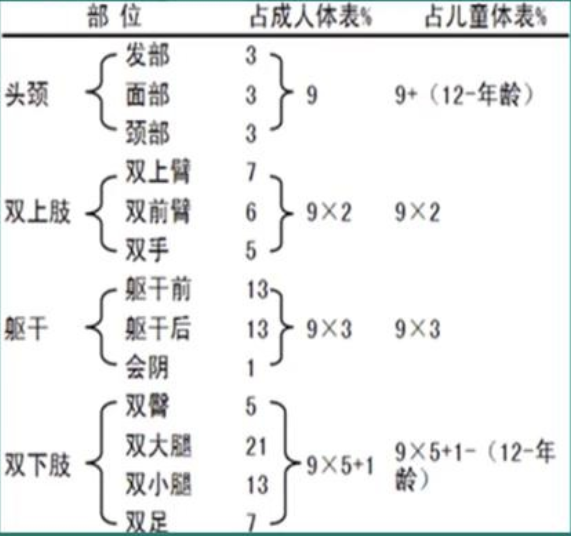 部 位 占成人体表% 占儿童体表%
发部 3
头颈 面部 3 9 9+（12-年龄）
颈部 3
双上臂 7
双上肢 双前臂 6 9×2 9×2
双手 5
躯干前 13
躯干 躯干后 13 9×3 9×3
会阴 1
双臀 5
双大腿 21
双下肢 9×5+1 9×5+1-（12-年
龄）
双小腿 13
双足 7